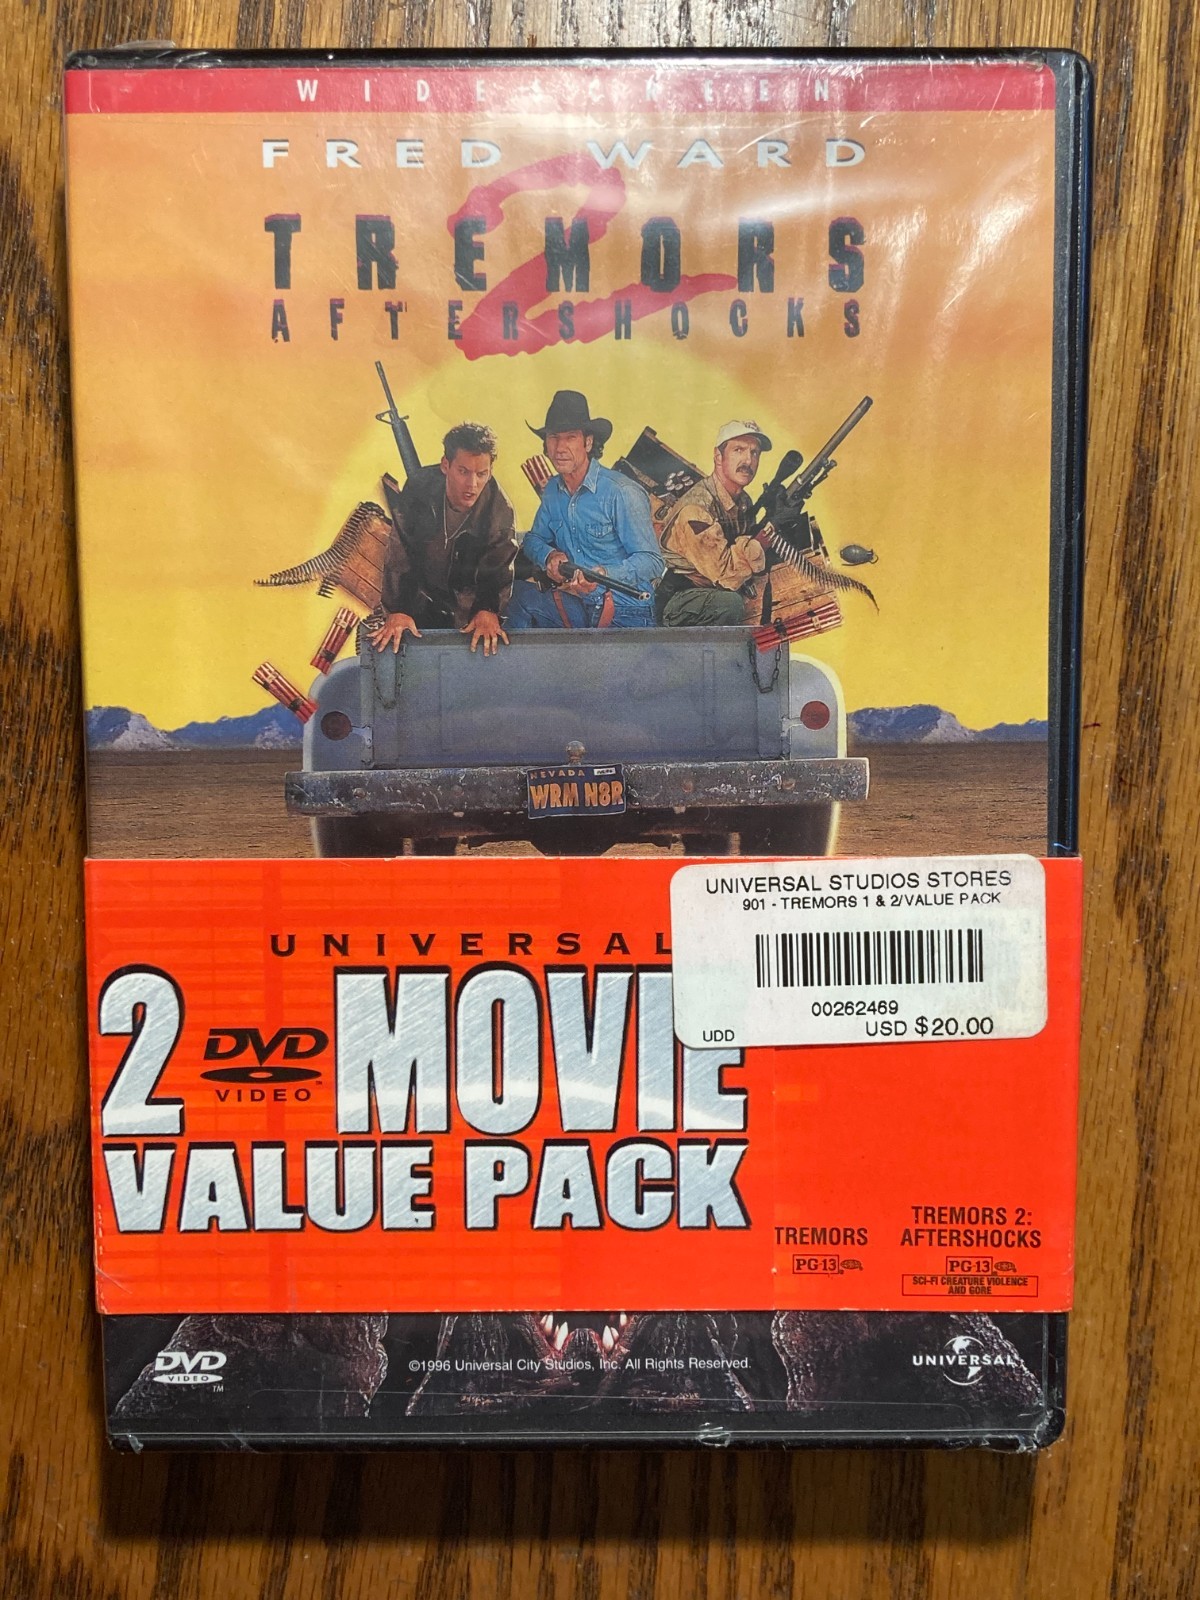 WIDESCREEN
FRED WARD
2
TREMORS
AFTERSHOCKS
NEVADA
WRM N8R
UNIVERSAL STUDIOS STORES
901 - TREMORS 1 & 2/VALUE PACK
00262469
UDD USD $20.00
UNIVERSAL
2 DVD VIDEO MOVIE
VALUE PACK
TREMORS
PG-13
TREMORS 2:
AFTERSHOCKS
PG-13
SCI-FI CREATURE VIOLENCE
AND GORE
DVD
VIDEO
TM
©1996 Universal City Studios, Inc. All Rights Reserved.
UNIVERSAL